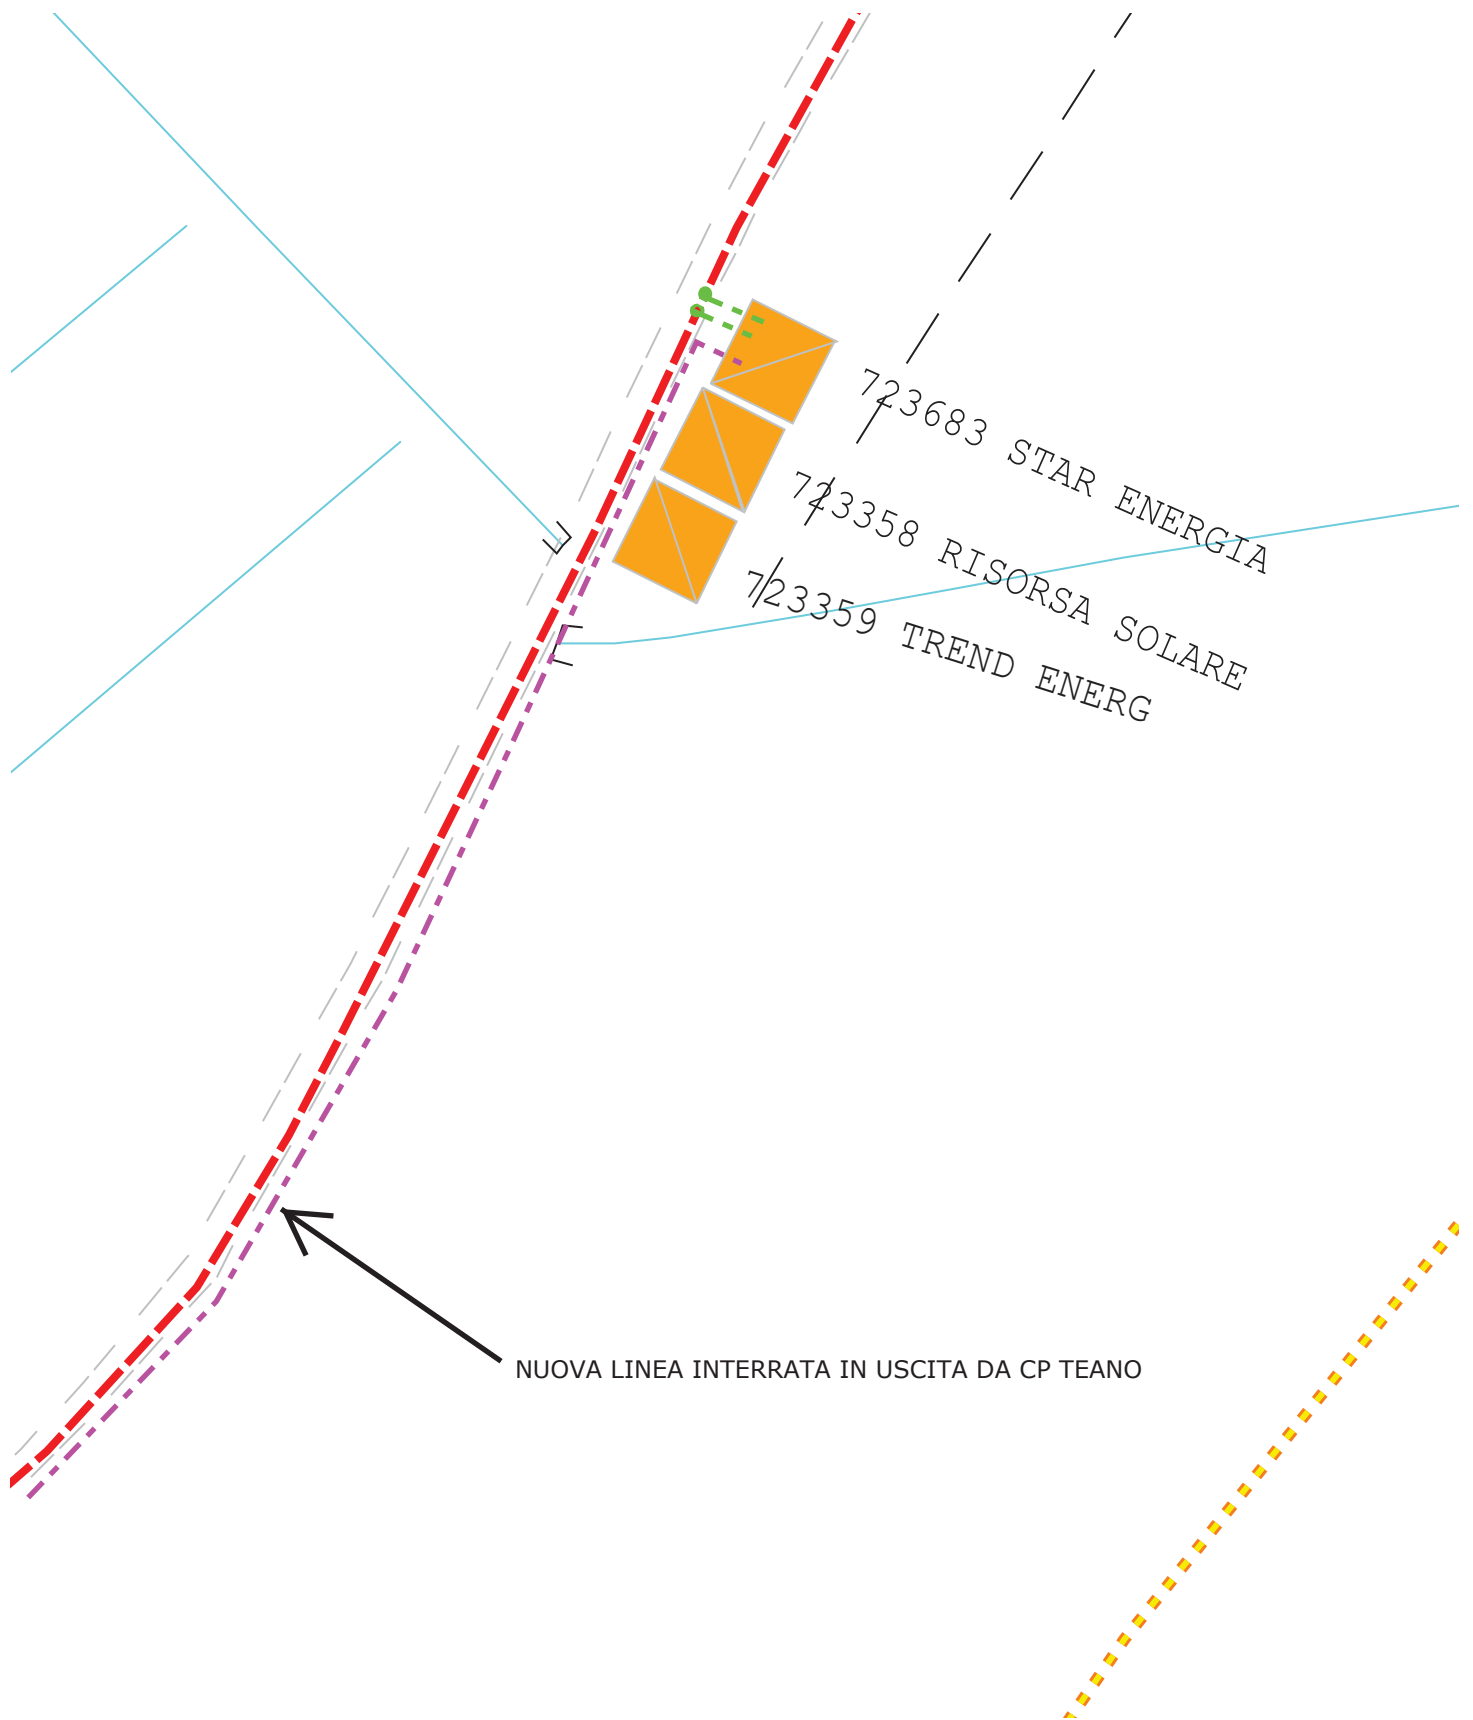 723683 STAR ENERGIA
723358 RISORSA SOLARE
723359 TREND ENERG
NUOVA LINEA INTERRATA IN USCITA DA CP TEANO